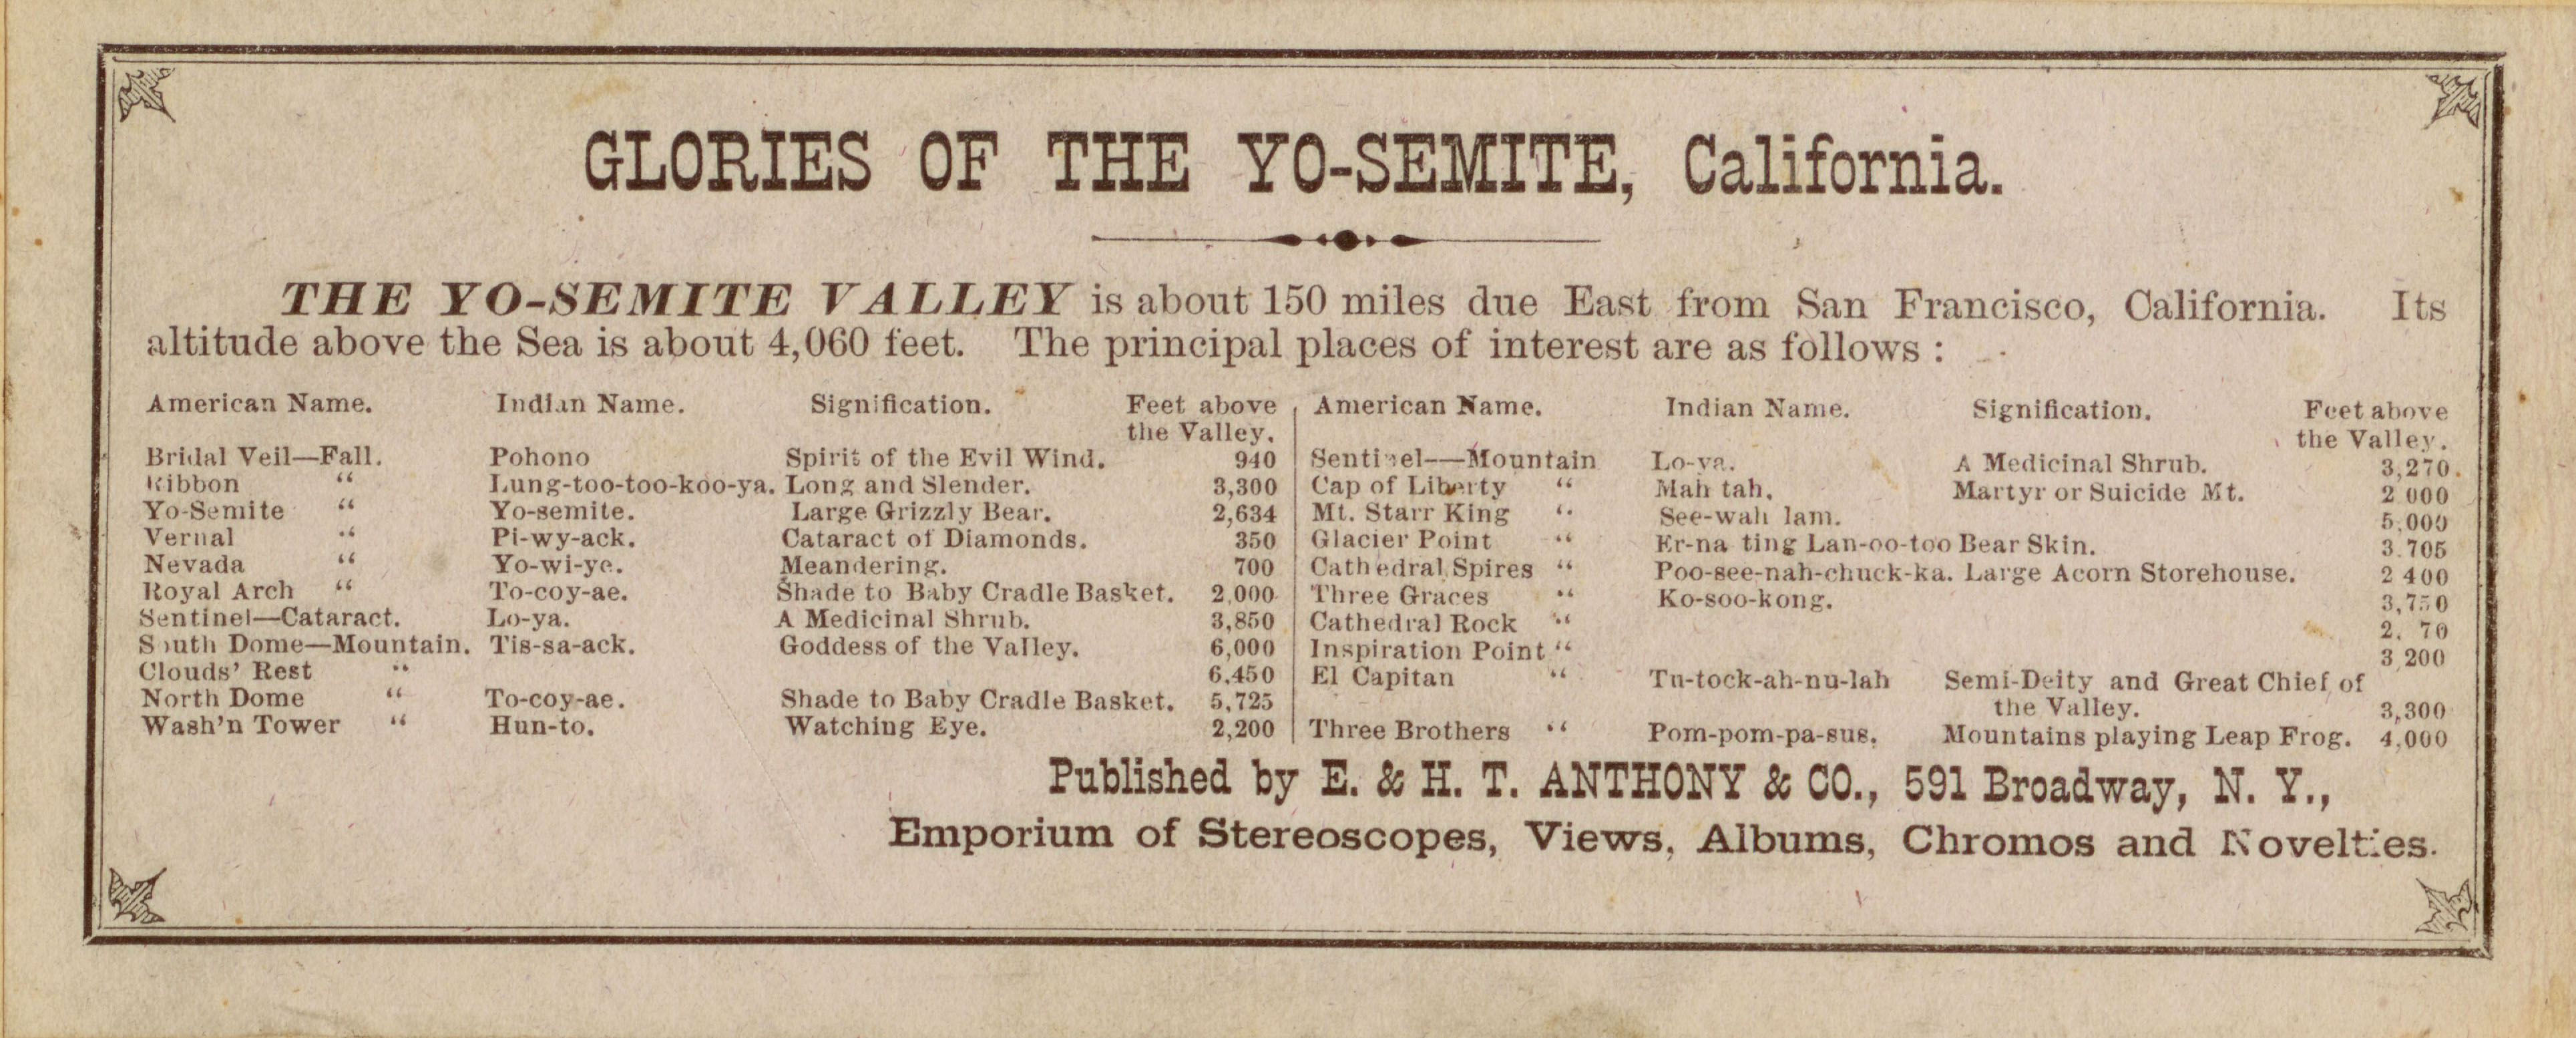 GLORIES OF THE YO-SEMITE, California.
THE YO-SEMITE VALLEY is about 150 miles due East from San Francisco, California. Its
altitude above the Sea is about 4,060 feet. The principal places of interest are as follows :
American Name. Indian Name. Signification. Feet above
the Valley.
Bridal Veil—Fall. Pohono Spirit of the Evil Wind. 940
Ribbon “ Lung-too-too-koo-ya. Long and Slender. 3,300
Yo-Semite “ Yo-semite. Large Grizzly Bear. 2,634
Vernal “ Pi-wy-ack. Cataract of Diamonds. 350
Nevada “ Yo-wi-ye. Meandering. 700
Royal Arch “ To-coy-ae. Shade to Baby Cradle Basket. 2,000
Sentinel—Cataract. Lo-ya. A Medicinal Shrub. 3,850
South Dome—Mountain. Tis-sa-ack. Goddess of the Valley. 6,000
Clouds’ Rest “ 6,450
North Dome “ To-coy-ae. Shade to Baby Cradle Basket. 5,725
Wash’n Tower “ Hun-to. Watching Eye. 2,200
American Name. Indian Name. Signification. Feet above
the Valley.
Sentinel—Mountain Lo-ya. A Medicinal Shrub. 3,270.
Cap of Liberty “ Mah tah. Martyr or Suicide Mt. 2 000
Mt. Starr King “ See-wah lam. 5,000
Glacier Point “ Er-na ting Lan-oo-too Bear Skin. 3.705
Cathedral Spires “ Poo-see-nah-chuck-ka. Large Acorn Storehouse. 2 400
Three Graces “ Ko-soo-kong. 3,750
Cathedral Rock “
Inspiration Point “ 3 200
El Capitan “ Tu-tock-ah-nu-lah Semi-Deity and Great Chief of
the Valley. 3,300
Three Brothers “ Pom-pom-pa-sus. Mountains playing Leap Frog. 4,000
Published by E. & H. T. ANTHONY & CO., 591 Broadway, N. Y.,
Emporium of Stereoscopes, Views, Albums, Chromos and Novelties.